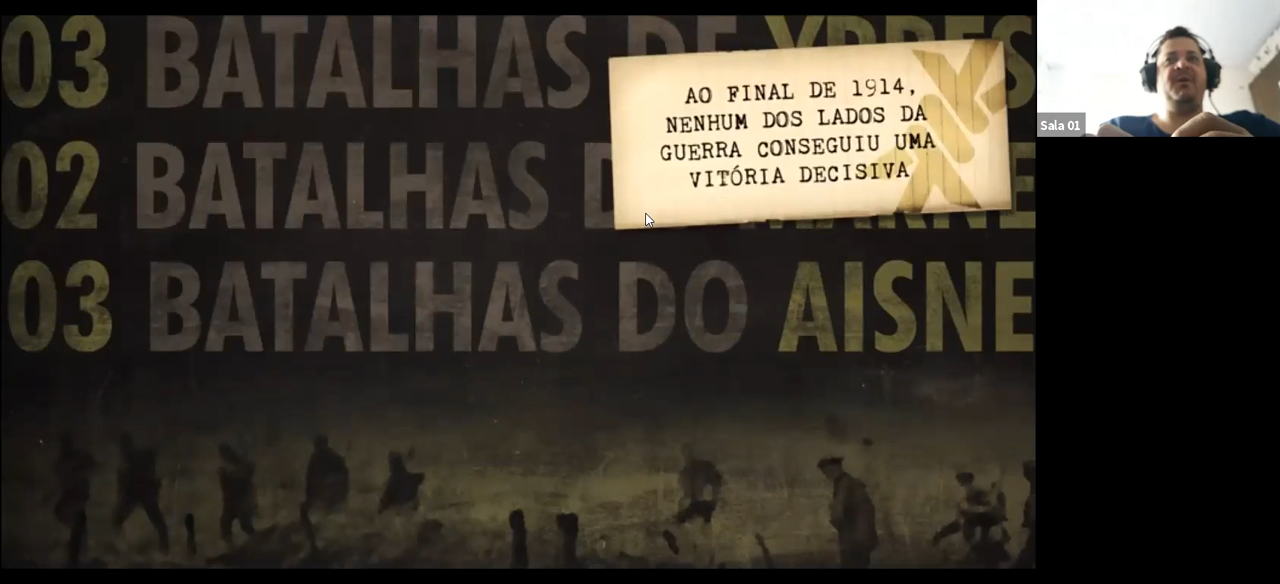 03 BATALHAS DE YPRES
AO FINAL DE 1914,
NENHUM DOS LADOS DA
GUERRA CONSEGUIU UMA
VITÓRIA DECISIVA
02 BATALHAS
03 BATALHAS DO AISNE
Sala 01